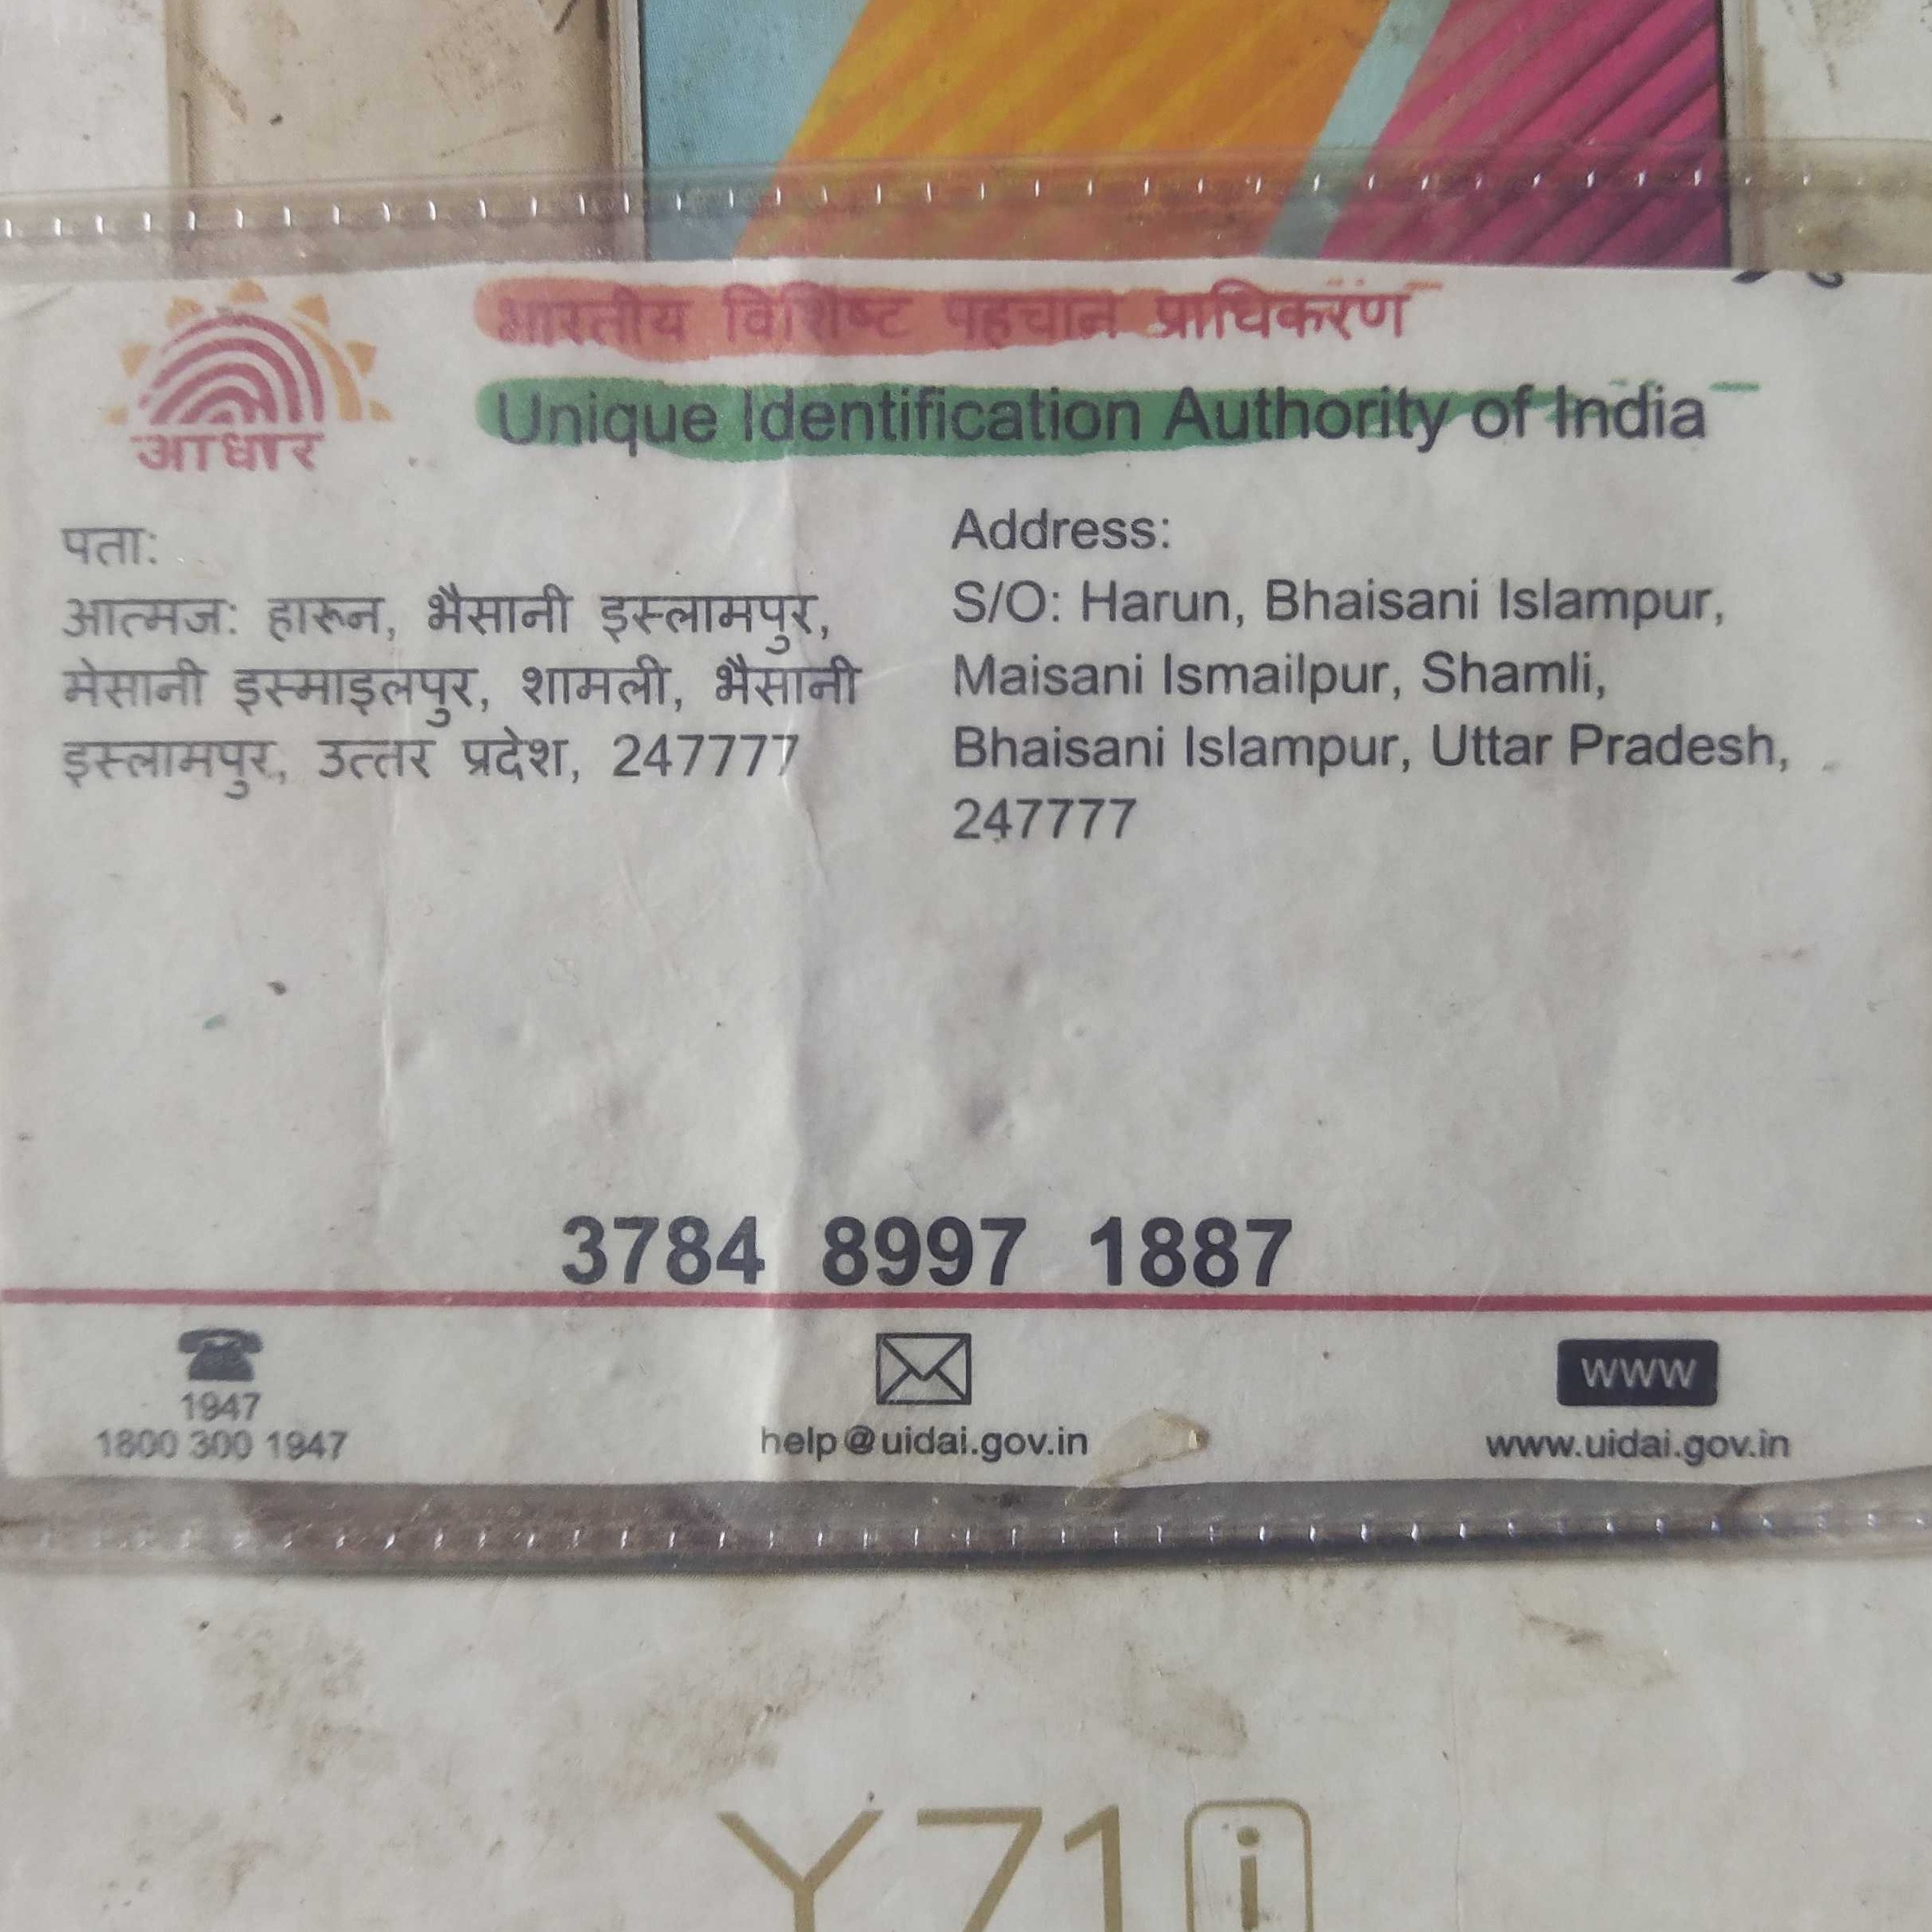 भारतीय विशिष्ट पहचान प्राधिकरण
Unique Identification Authority of India
आधार
पता:
आत्मज: हारून, भैसानी इस्लामपुर,
मेसानी इस्माइलपुर, शामली, भैसानी
इस्लामपुर, उत्तर प्रदेश, 247777
Address:
S/O: Harun, Bhaisani Islampur,
Maisani Ismailpur, Shamli,
Bhaisani Islampur, Uttar Pradesh,
247777
3784 8997 1887
1947
1800 300 1947
help@uidai.gov.in
www
www.uidai.gov.in
Y71i